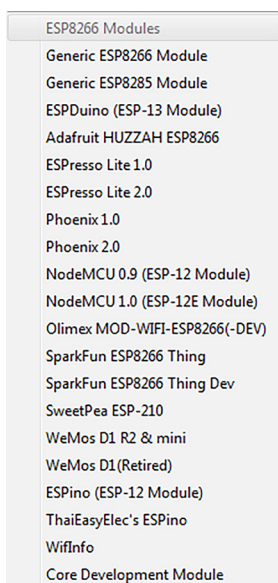 ESP8266 Modules
Generic ESP8266 Module
Generic ESP8285 Module
ESPDuino (ESP-13 Module)
Adafruit HUZZAH ESP8266
ESPresso Lite 1.0
ESPresso Lite 2.0
Phoenix 1.0
Phoenix 2.0
NodeMCU 0.9 (ESP-12 Module)
NodeMCU 1.0 (ESP-12E Module)
Olimex MOD-WIFI-ESP8266(-DEV)
SparkFun ESP8266 Thing
SparkFun ESP8266 Thing Dev
SweetPea ESP-210
WeMos D1 R2 & mini
WeMos D1(Retired)
ESPino (ESP-12 Module)
ThaiEasyElec's ESPino
WifInfo
Core Development Module